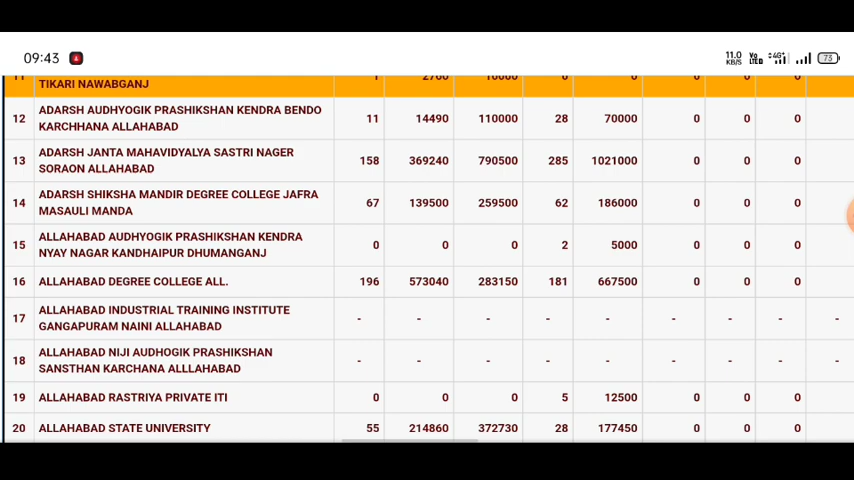 09:43 11.0 KB/S Vo LTE 4G+ 73
TIKARI NAWABGANJ
12 ADARSH AUDHYOGIK PRASHIKSHAN KENDRA BENDO KARCHHANA ALLAHABAD 11 14490 110000 28 70000 0 0 0
13 ADARSH JANTA MAHAVIDYALYA SASTRI NAGER SORAON ALLAHABAD 158 369240 790500 285 1021000 0 0 0
14 ADARSH SHIKSHA MANDIR DEGREE COLLEGE JAFRA MASAULI MANDA 67 139500 259500 62 186000 0 0 0
15 ALLAHABAD AUDHYOGIK PRASHIKSHAN KENDRA NYAY NAGAR KANDHAIPUR DHUMANGANJ 0 0 0 2 5000 0 0 0
16 ALLAHABAD DEGREE COLLEGE ALL. 196 573040 283150 181 667500 0 0 0
17 ALLAHABAD INDUSTRIAL TRAINING INSTITUTE GANGAPURAM NAINI ALLAHABAD - - - - - - - - -
18 ALLAHABAD NIJI AUDHOGIK PRASHIKSHAN SANSTHAN KARCHANA ALLLAHABAD - - - - - - - - -
19 ALLAHABAD RASTRIYA PRIVATE ITI 0 0 0 5 12500 0 0 0
20 ALLAHABAD STATE UNIVERSITY 55 214860 372730 28 177450 0 0 0